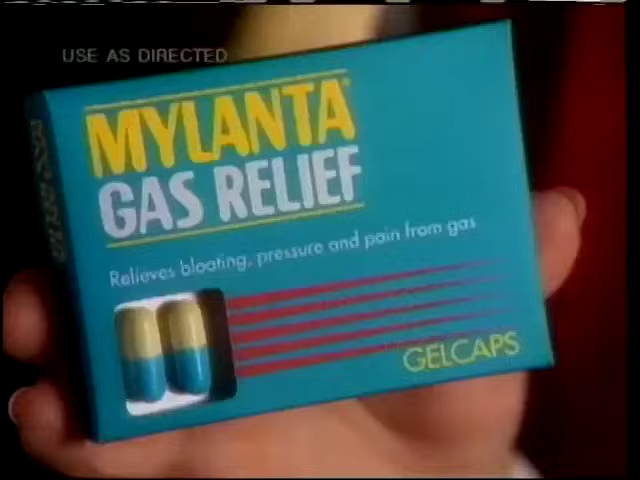 USE AS DIRECTED
MYLANTA
GAS RELIEF
Relieves bloating, pressure and pain from gas
GELCAPS